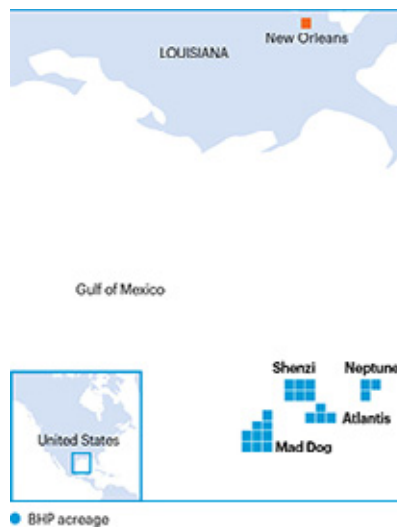 New Orleans
LOUISIANA
Gulf of Mexico
Shenzi Neptune
Atlantis
United States
Mad Dog
BHP acreage